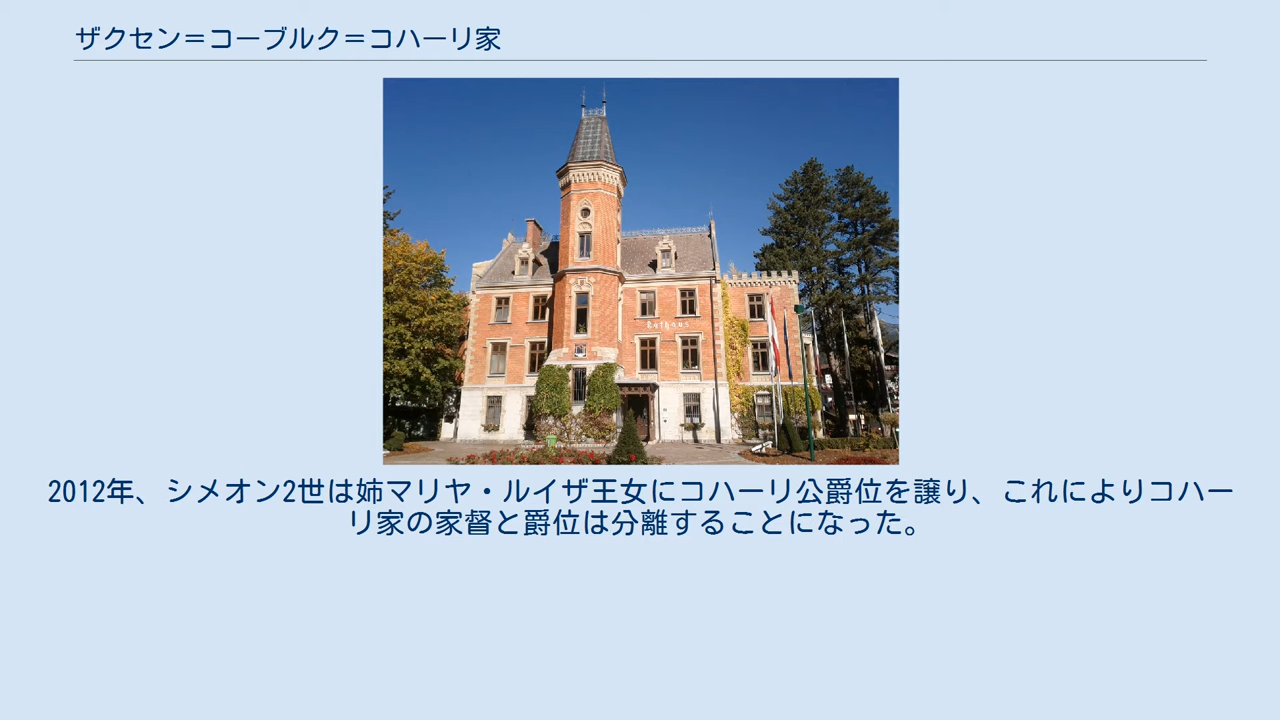 ザクセン＝コーブルク＝コハーリ家
Rathaus
2012年、シメオン2世は姉マリヤ・ルイザ王女にコハーリ公爵位を譲り、これによりコハー
リ家の家督と爵位は分離することになった。